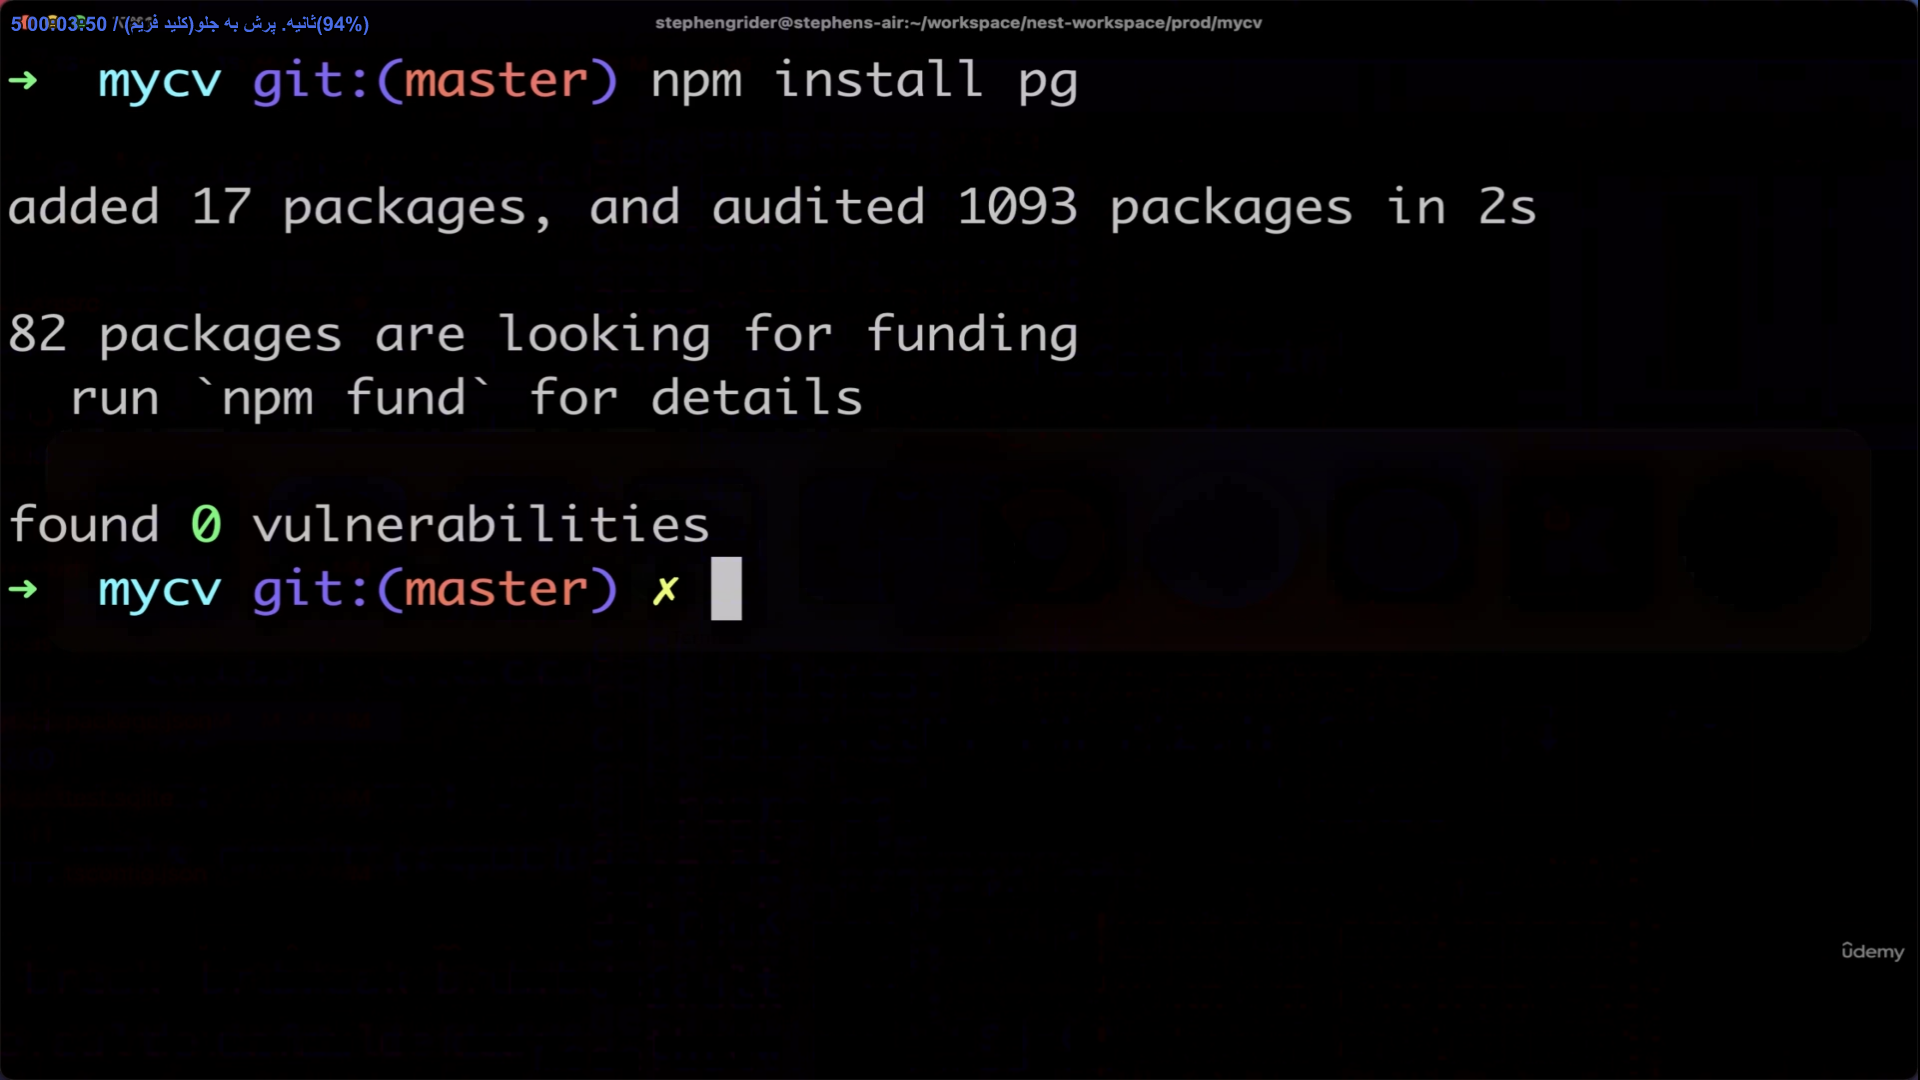 5 ثانیه. پرش به جلو(کلید فریم) 00:03:50 / (94%)
stephengrider@stephens-air:~/workspace/nest-workspace/prod/mycv
➜ mycv git:(master) npm install pg
added 17 packages, and audited 1093 packages in 2s
82 packages are looking for funding
run `npm fund` for details
found 0 vulnerabilities
➜ mycv git:(master) ✗
ûdemy